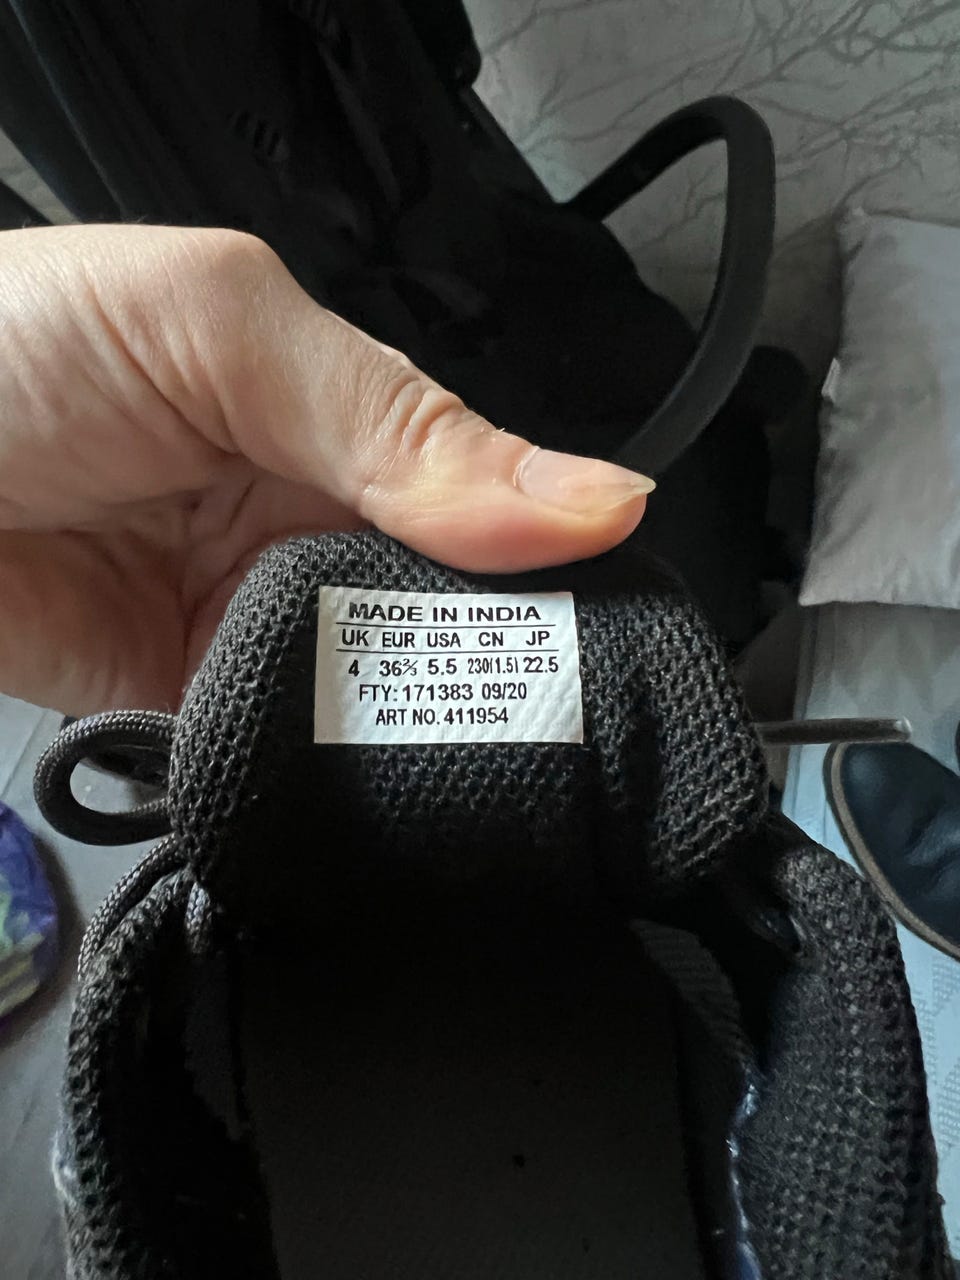 MADE IN INDIA
UK EUR USA CN JP
4 36⅔ 5.5 230(1.5) 22.5
FTY: 171383 09/20
ART NO. 411954